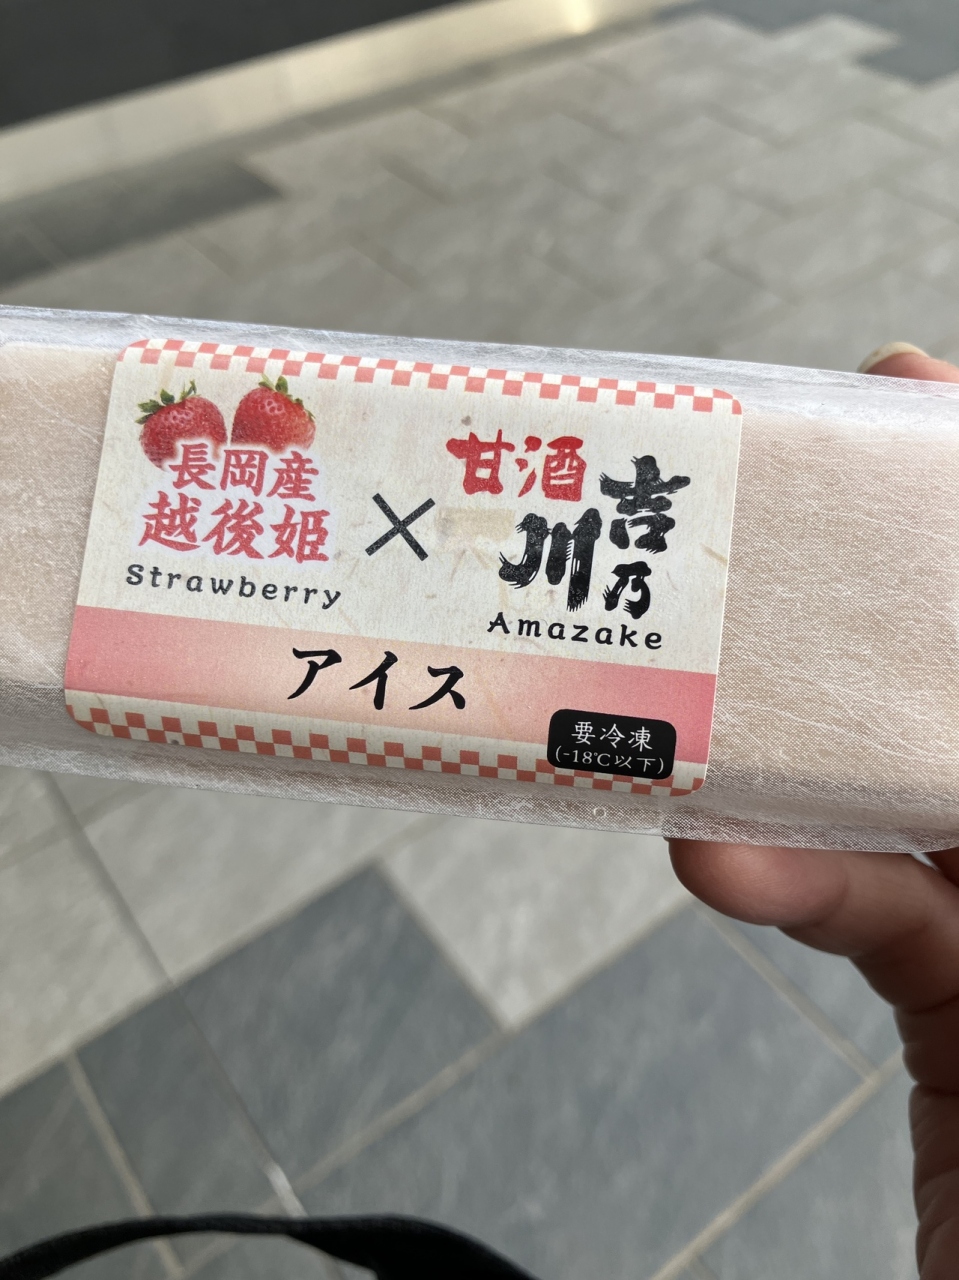 長岡産
越後姫
Strawberry
×
甘酒
吉乃川
Amazake
アイス
要冷凍
(-18℃以下)